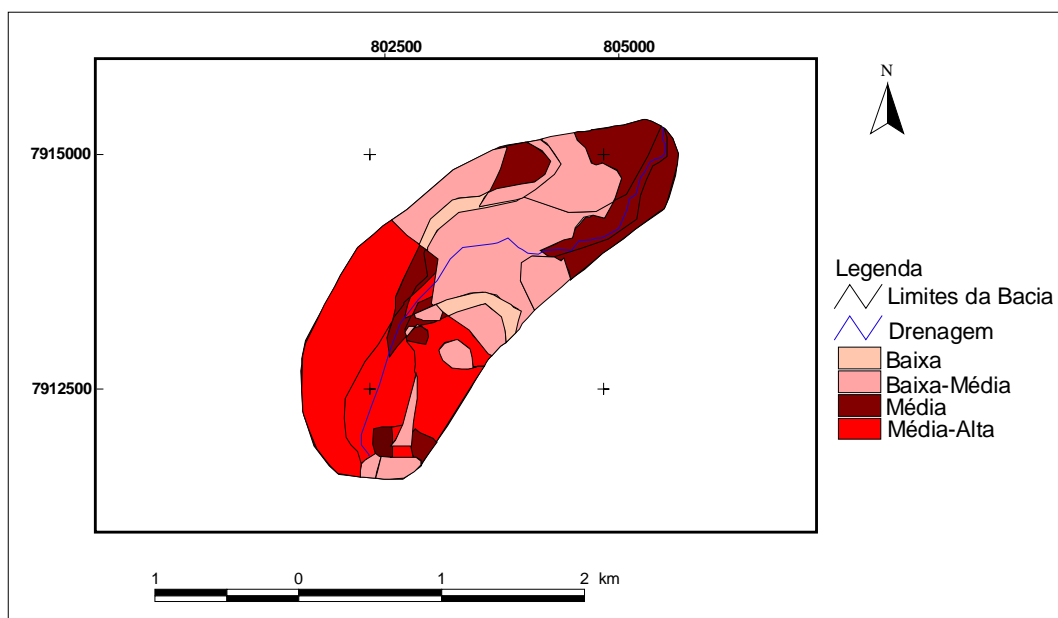 802500 805000
N
7915000
7912500
Legenda
Limites da Bacia
Drenagem
Baixa
Baixa-Média
Média
Média-Alta
1 0 1 2 km